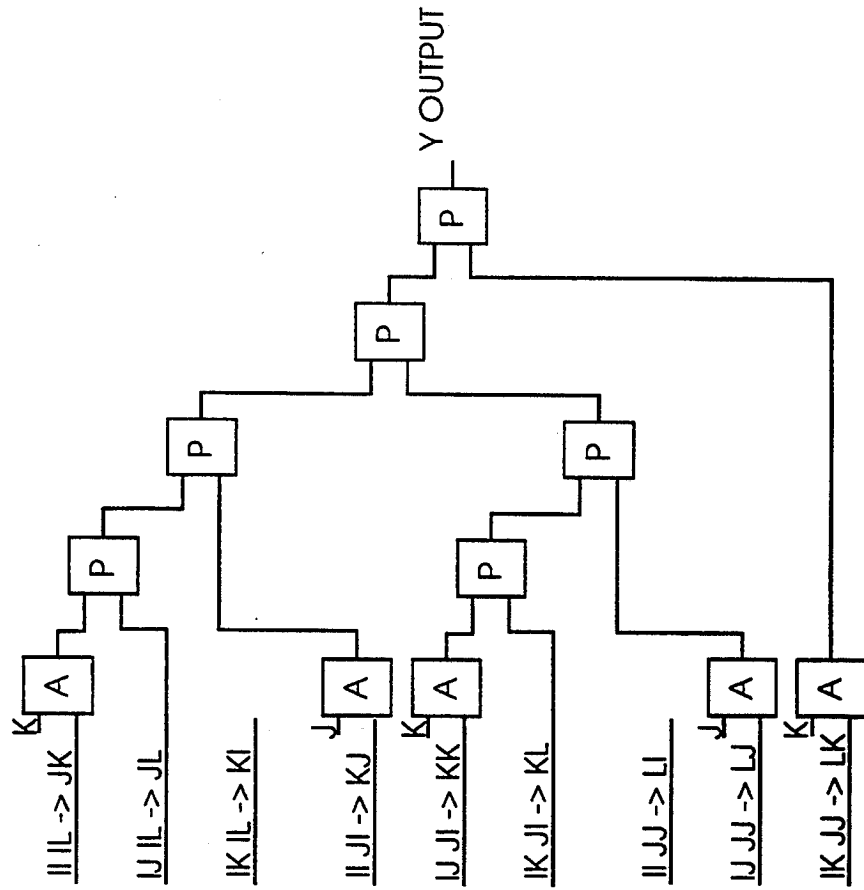 K
II IL -> JK A
P
IJ IL -> JL
P
IK IL -> KI
J
II JI -> KJ A
P
K
IJ JI -> KK A
P Y OUTPUT
P
IK JI -> KL
P
II JJ -> LI
J
IJ JJ -> LJ A
K
IK JJ -> LK A